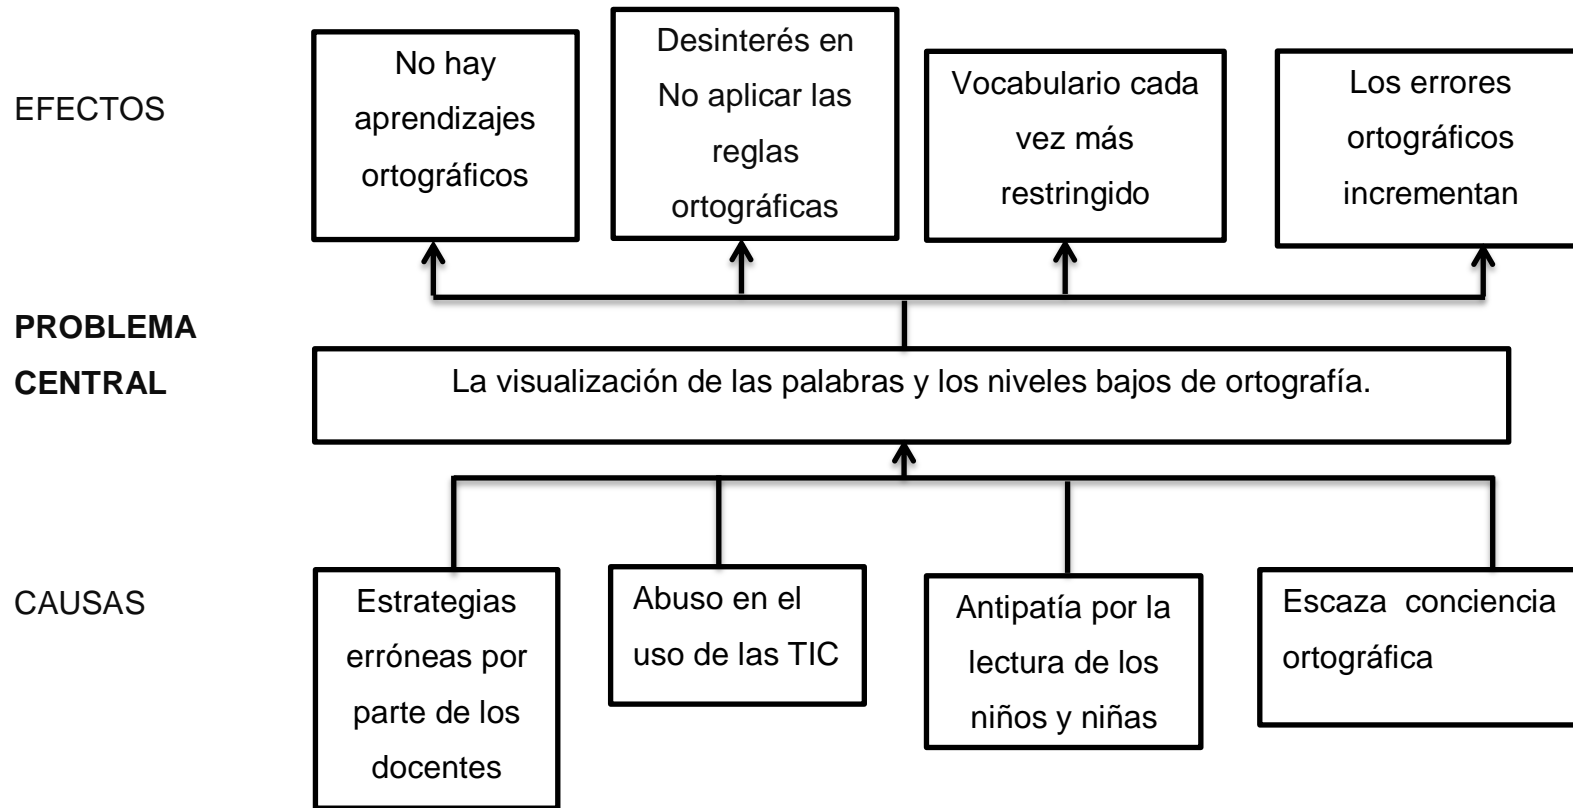 EFECTOS
No hay
aprendizajes
ortográficos
Desinterés en
No aplicar las
reglas
ortográficas
Vocabulario cada
vez más
restringido
Los errores
ortográficos
incrementan
PROBLEMA
CENTRAL
La visualización de las palabras y los niveles bajos de ortografía.
CAUSAS
Estrategias
erróneas por
parte de los
docentes
Abuso en el
uso de las TIC
Antipatía por la
lectura de los
niños y niñas
Escaza conciencia
ortográfica